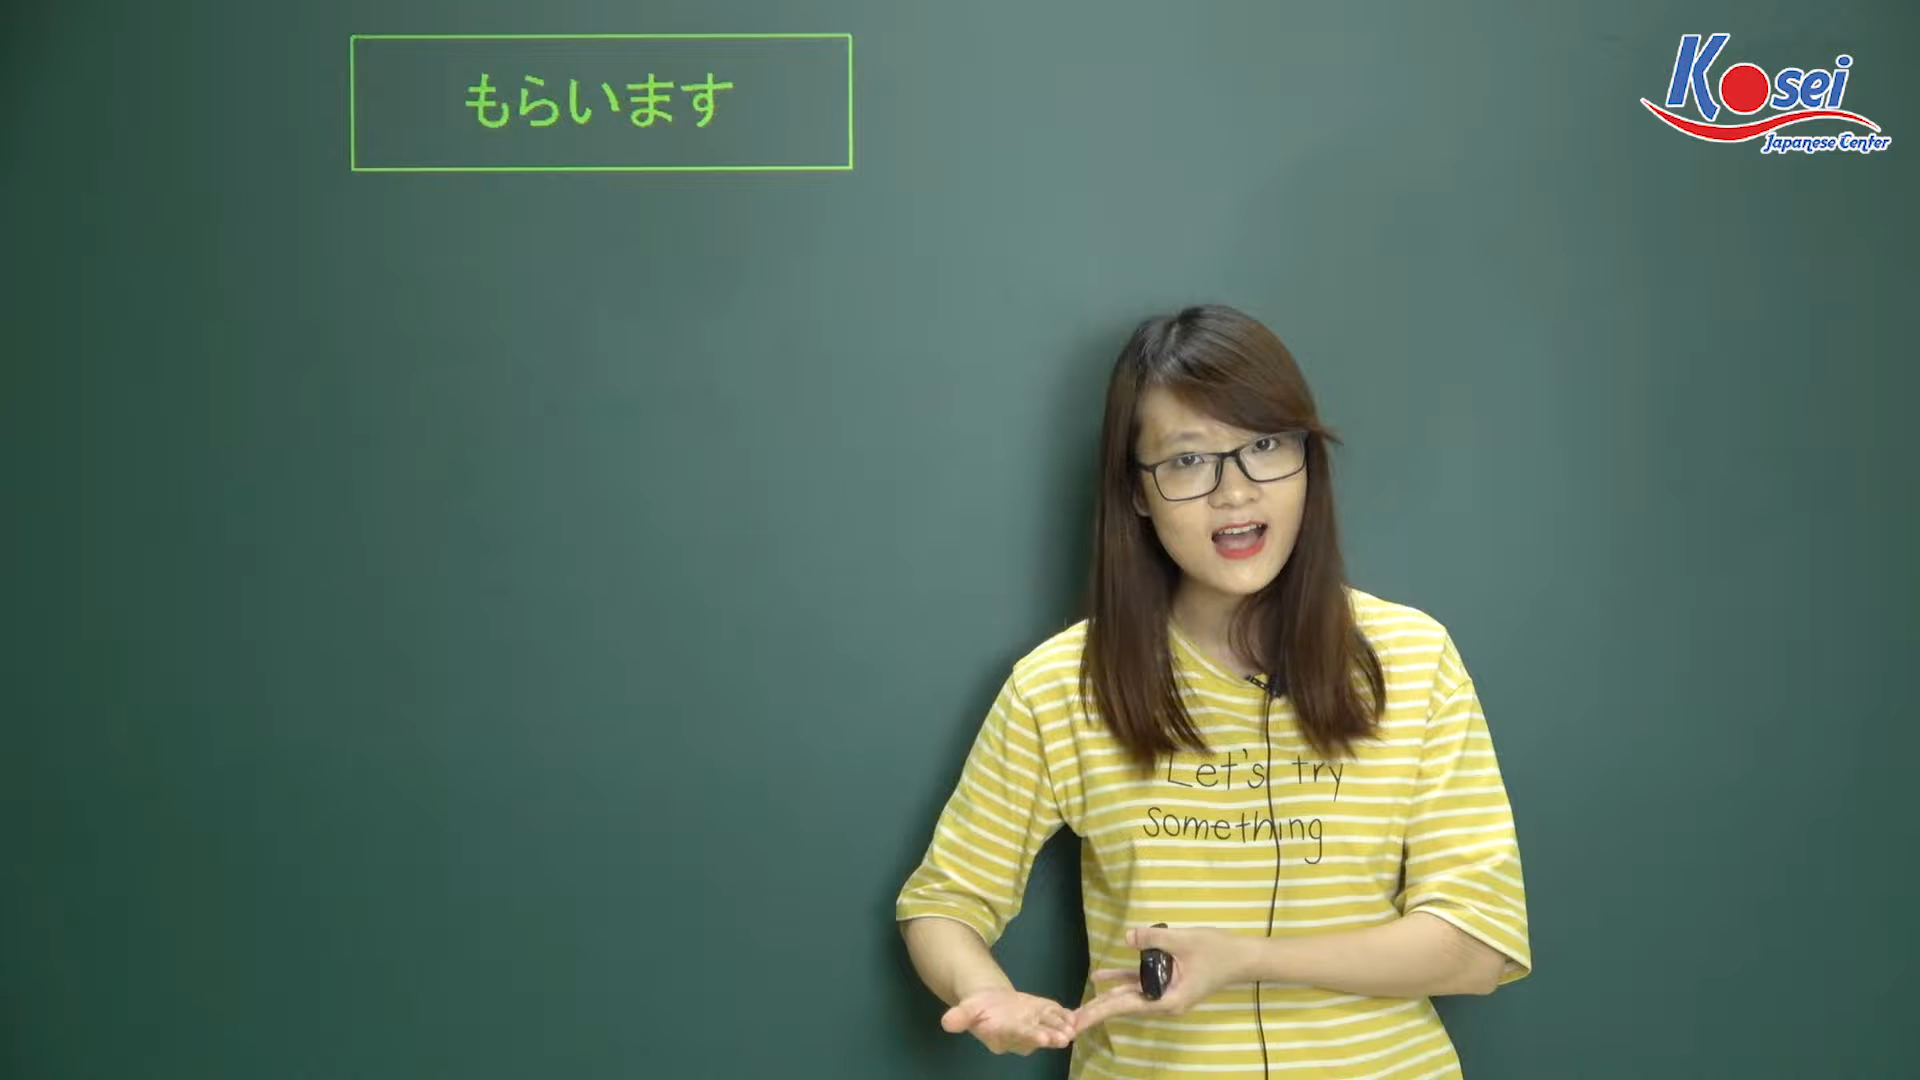 もらいます
Kosei
Japanese Center
Let's try
something